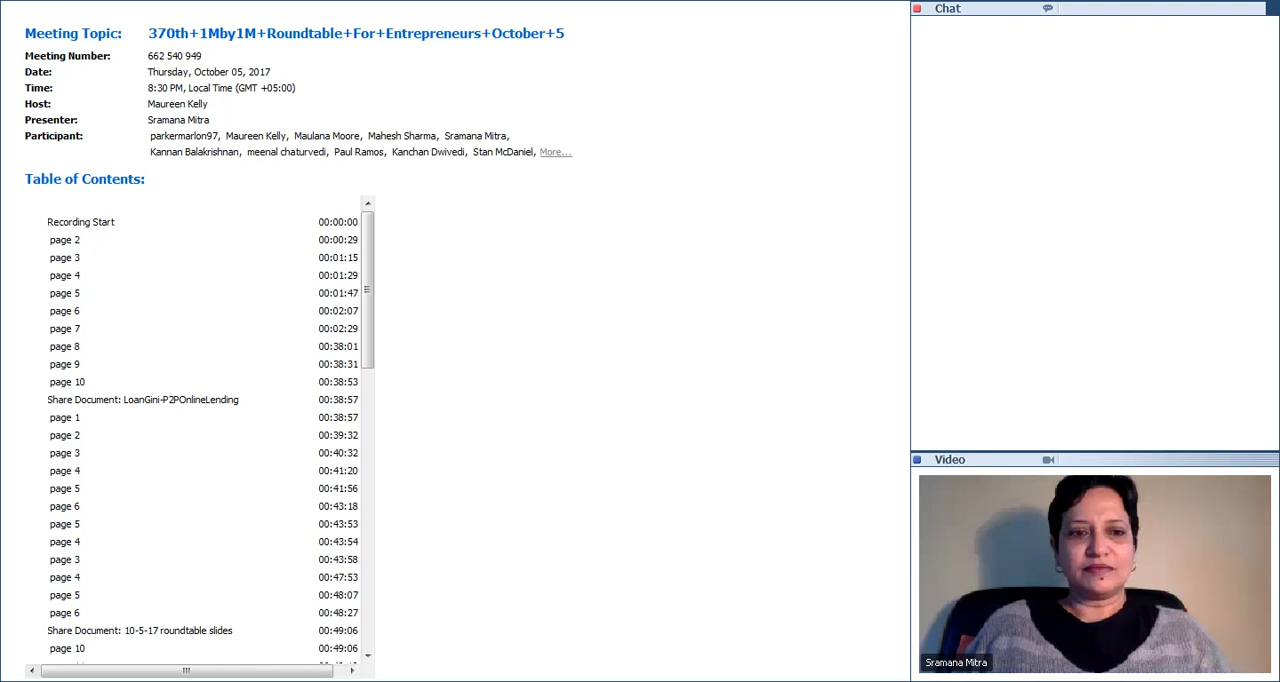 Meeting Topic: 370th+1Mby1M+Roundtable+For+Entrepreneurs+October+5
Meeting Number: 662 540 949
Date: Thursday, October 05, 2017
Time: 8:30 PM, Local Time (GMT +05:00)
Host: Maureen Kelly
Presenter: Sramana Mitra
Participant: parkermarlon97, Maureen Kelly, Maulana Moore, Mahesh Sharma, Sramana Mitra,
Kannan Balakrishnan, meenal chaturvedi, Paul Ramos, Kanchan Dwivedi, Stan McDaniel, More...
Table of Contents:
Recording Start 00:00:00
page 2 00:00:29
page 3 00:01:15
page 4 00:01:29
page 5 00:01:47
page 6 00:02:07
page 7 00:02:29
page 8 00:38:01
page 9 00:38:31
page 10 00:38:53
Share Document: LoanGini-P2POnlineLending 00:38:57
page 1 00:38:57
page 2 00:39:32
page 3 00:40:32
page 4 00:41:20
page 5 00:41:56
page 6 00:43:18
page 5 00:43:53
page 4 00:43:54
page 3 00:43:58
page 4 00:47:53
page 5 00:48:07
page 6 00:48:27
Share Document: 10-5-17 roundtable slides 00:49:06
page 10 00:49:06
Chat
Video
Sramana Mitra